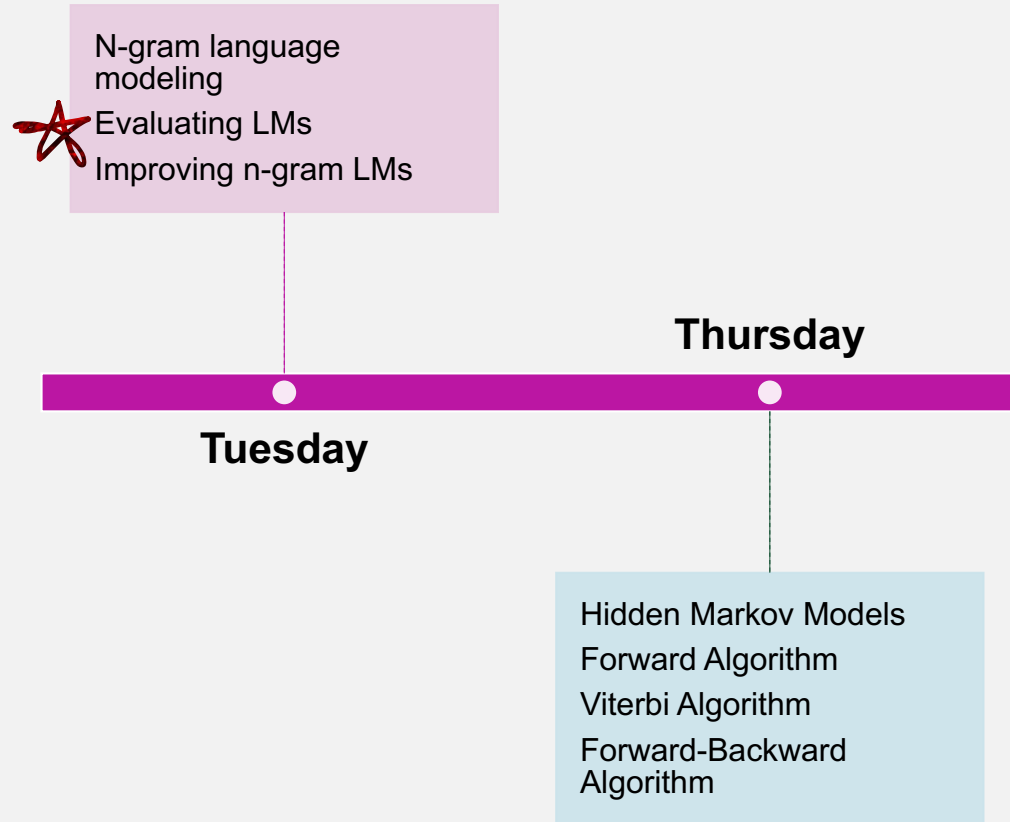 N-gram language
modeling
Evaluating LMs
Improving n-gram LMs
Thursday
Tuesday
Hidden Markov Models
Forward Algorithm
Viterbi Algorithm
Forward-Backward
Algorithm